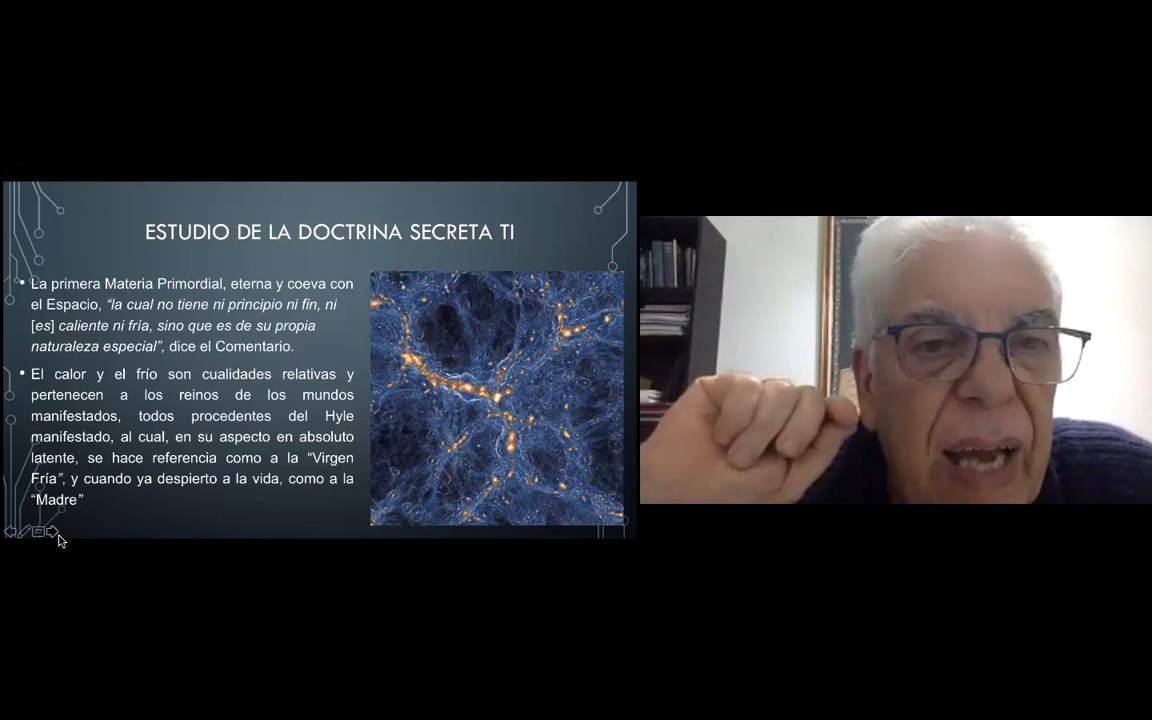 ESTUDIO DE LA DOCTRINA SECRETA TI
• La primera Materia Primordial, eterna y coeva con
el Espacio, “la cual no tiene ni principio ni fin, ni
[es] caliente ni fría, sino que es de su propia
naturaleza especial”, dice el Comentario.
• El calor y el frío son cualidades relativas y
pertenecen a los reinos de los mundos
manifestados, todos procedentes del Hyle
manifestado, al cual, en su aspecto en absoluto
latente, se hace referencia como a la “Virgen
Fría”, y cuando ya despierto a la vida, como a la
“Madre”